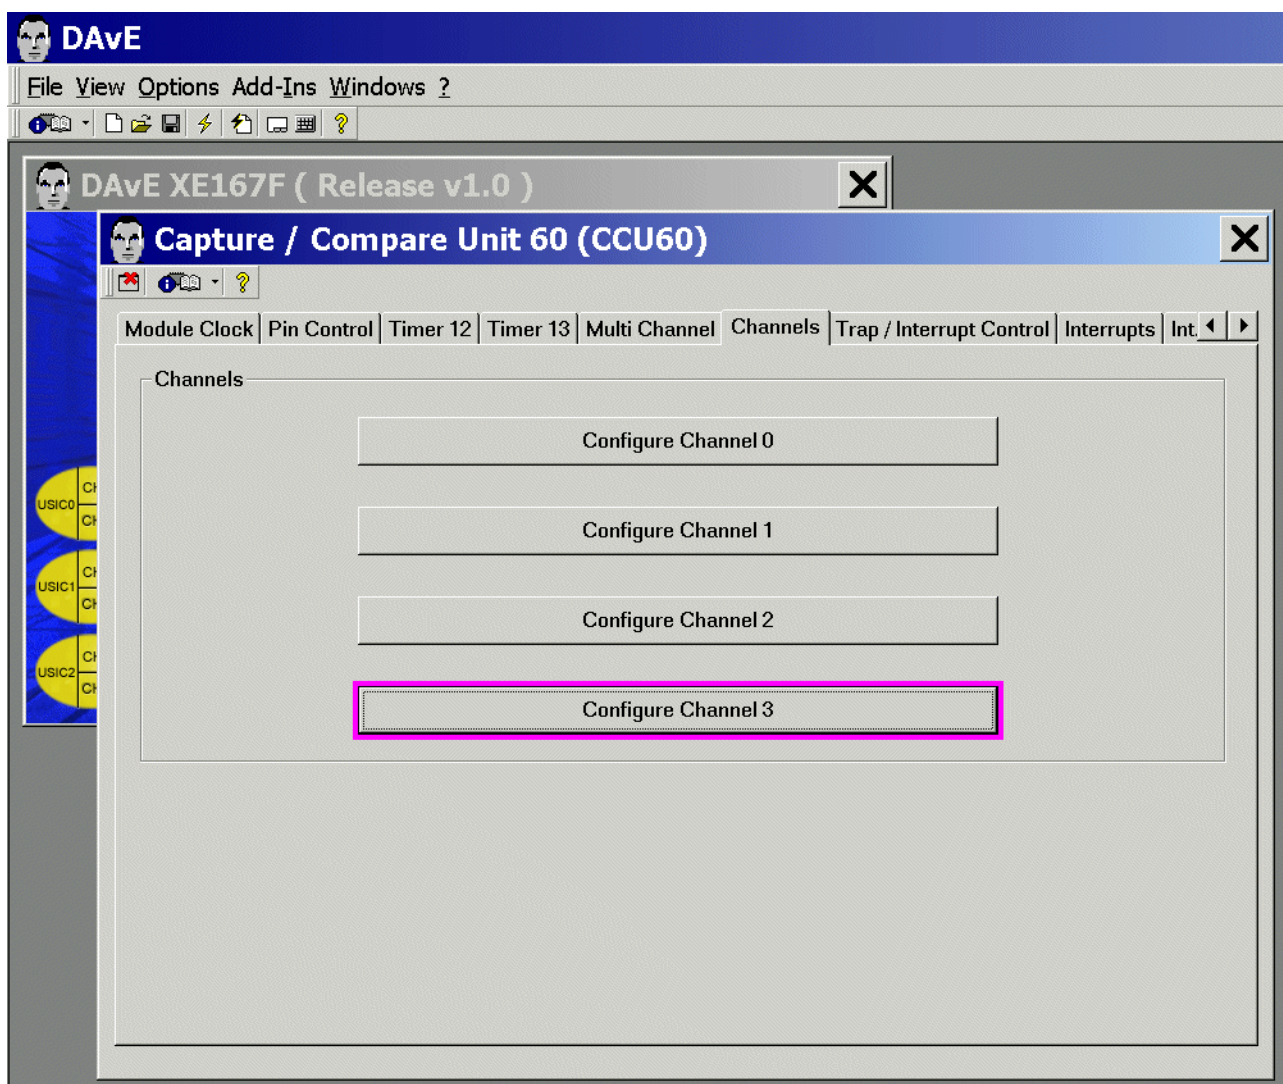 DAvE
File View Options Add-Ins Windows ?
DAvE XE167F ( Release v1.0 )
Capture / Compare Unit 60 (CCU60)
Module Clock Pin Control Timer 12 Timer 13 Multi Channel Channels Trap / Interrupt Control Interrupts Int.
Channels
Configure Channel 0
Configure Channel 1
Configure Channel 2
Configure Channel 3
USIC0
USIC1
USIC2